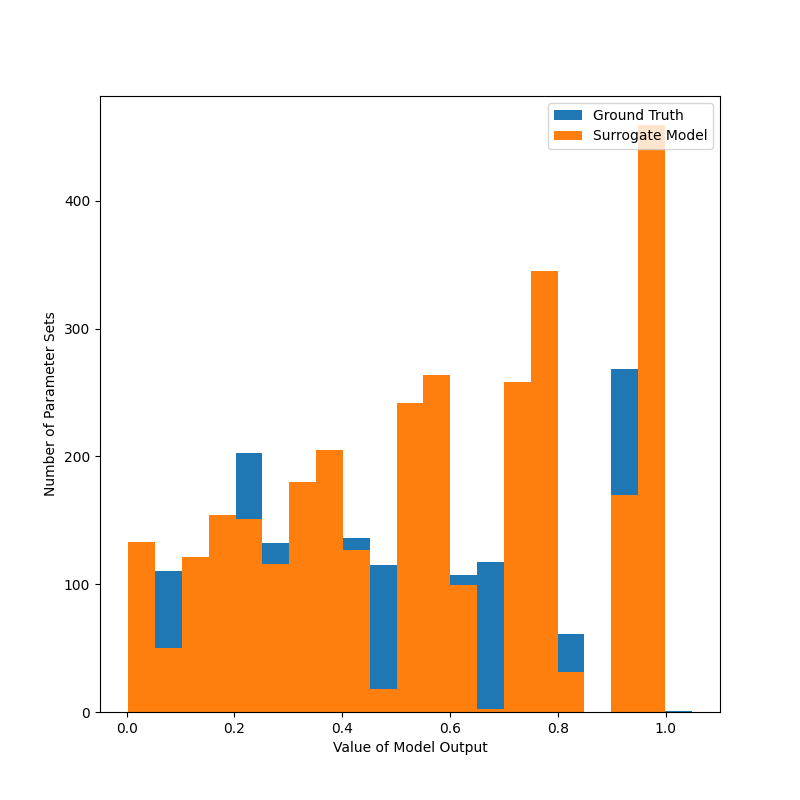 Ground Truth
Surrogate Model
Number of Parameter Sets
400
300
200
100
0
0.0 0.2 0.4 0.6 0.8 1.0
Value of Model Output